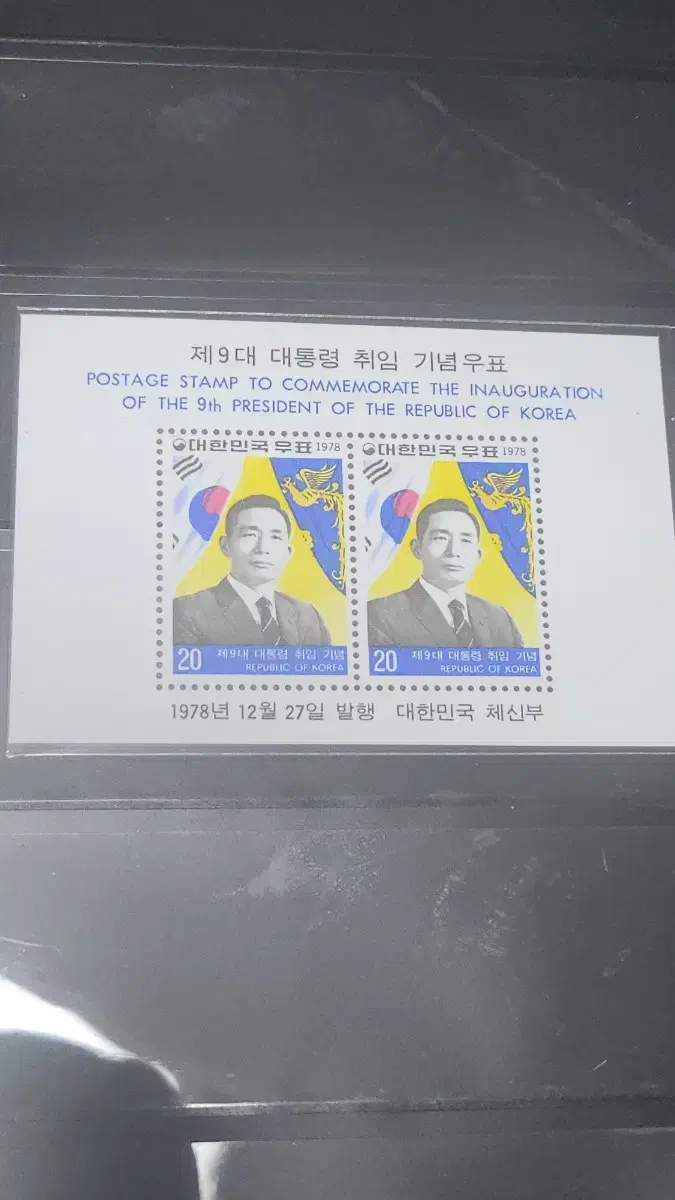 제9대 대통령 취임 기념우표
POSTAGE STAMP TO COMMEMORATE THE INAUGURATION
OF THE 9th PRESIDENT OF THE REPUBLIC OF KOREA
대한민국우표 1978
20 제9대 대통령 취임 기념
REPUBLIC OF KOREA
대한민국우표 1978
20 제9대 대통령 취임 기념
REPUBLIC OF KOREA
1978년 12월 27일 발행 대한민국 체신부